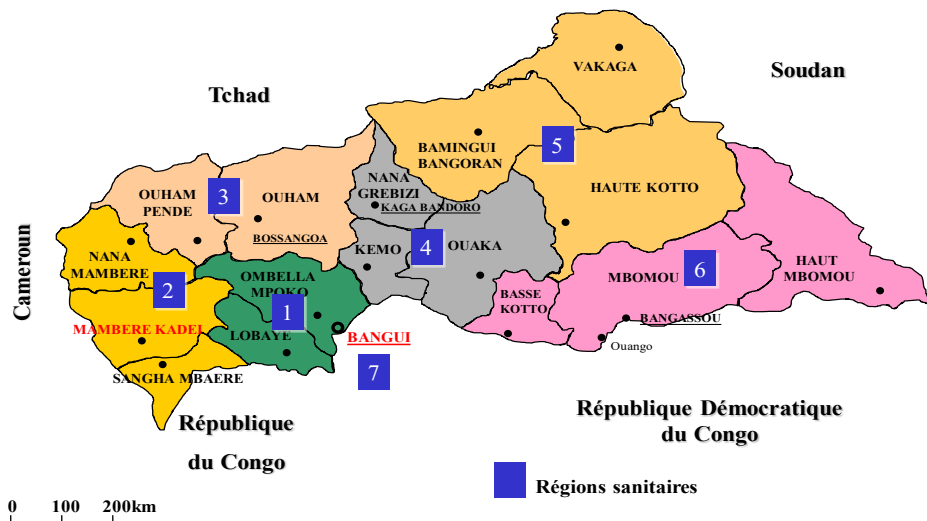 Tchad
Soudan
Cameroun
VAKAGA
BAMINGUI
BANGORAN
5
HAUTE KOTTO
NANA
GREBIZI
KAGA BANDORO
OUHAM
PENDE
3
OUHAM
BOSSANGOA
KEMO
4
OUAKA
NANA
MAMBERE
2
MAMBERE KADEI
SANGHA MBAERE
OMBELLA
MPOKO
1
LOBAYE
BANGUI
7
BASSE
KOTTO
MBOMOU
6
BANGASSOU
Ouango
HAUT
MBOMOU
République
du Congo
République Démocratique
du Congo
Régions sanitaires
0 100 200km